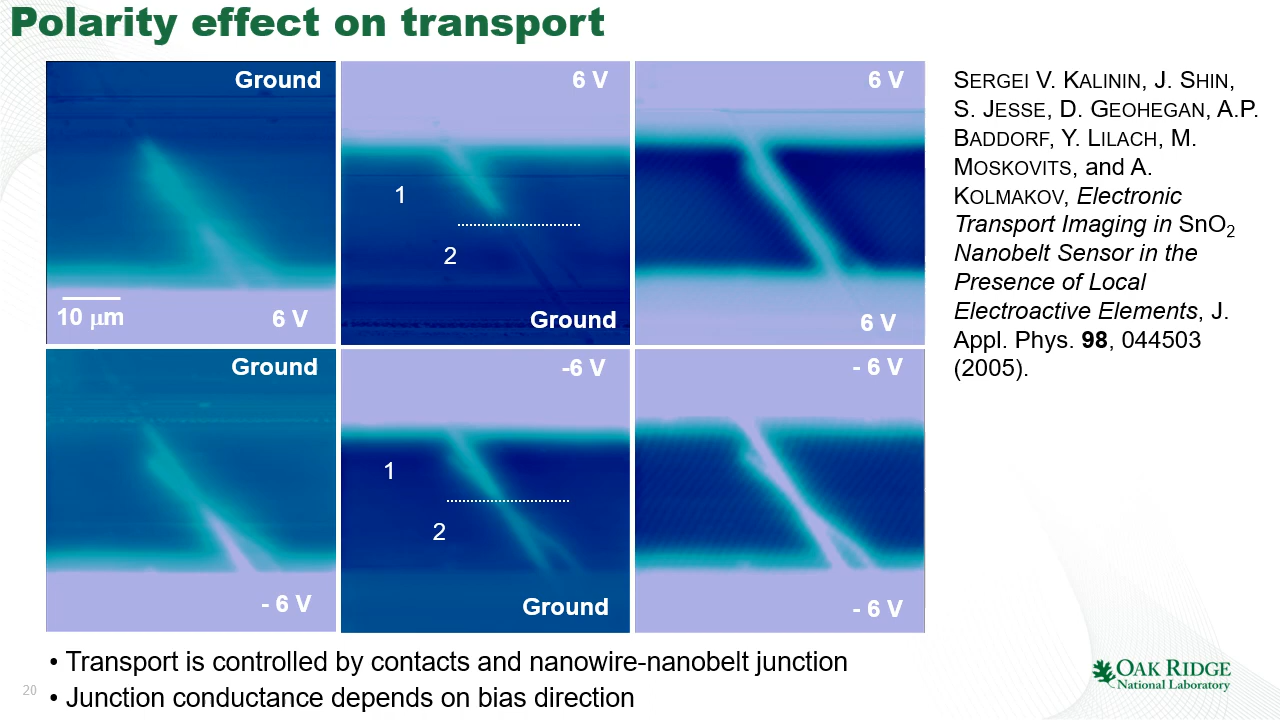 Polarity effect on transport
Ground
10 μm
6 V
6 V
1
2
Ground
6 V
6 V
Ground
- 6 V
-6 V
1
2
Ground
- 6 V
- 6 V
SERGEI V. KALININ, J. SHIN,
S. JESSE, D. GEOHEGAN, A.P.
BADDORF, Y. LILACH, M.
MOSKOVITS, and A.
KOLMAKOV, Electronic
Transport Imaging in SnO2
Nanobelt Sensor in the
Presence of Local
Electroactive Elements, J.
Appl. Phys. 98, 044503
(2005).
• Transport is controlled by contacts and nanowire-nanobelt junction
• Junction conductance depends on bias direction
20
OAK RIDGE
National Laboratory